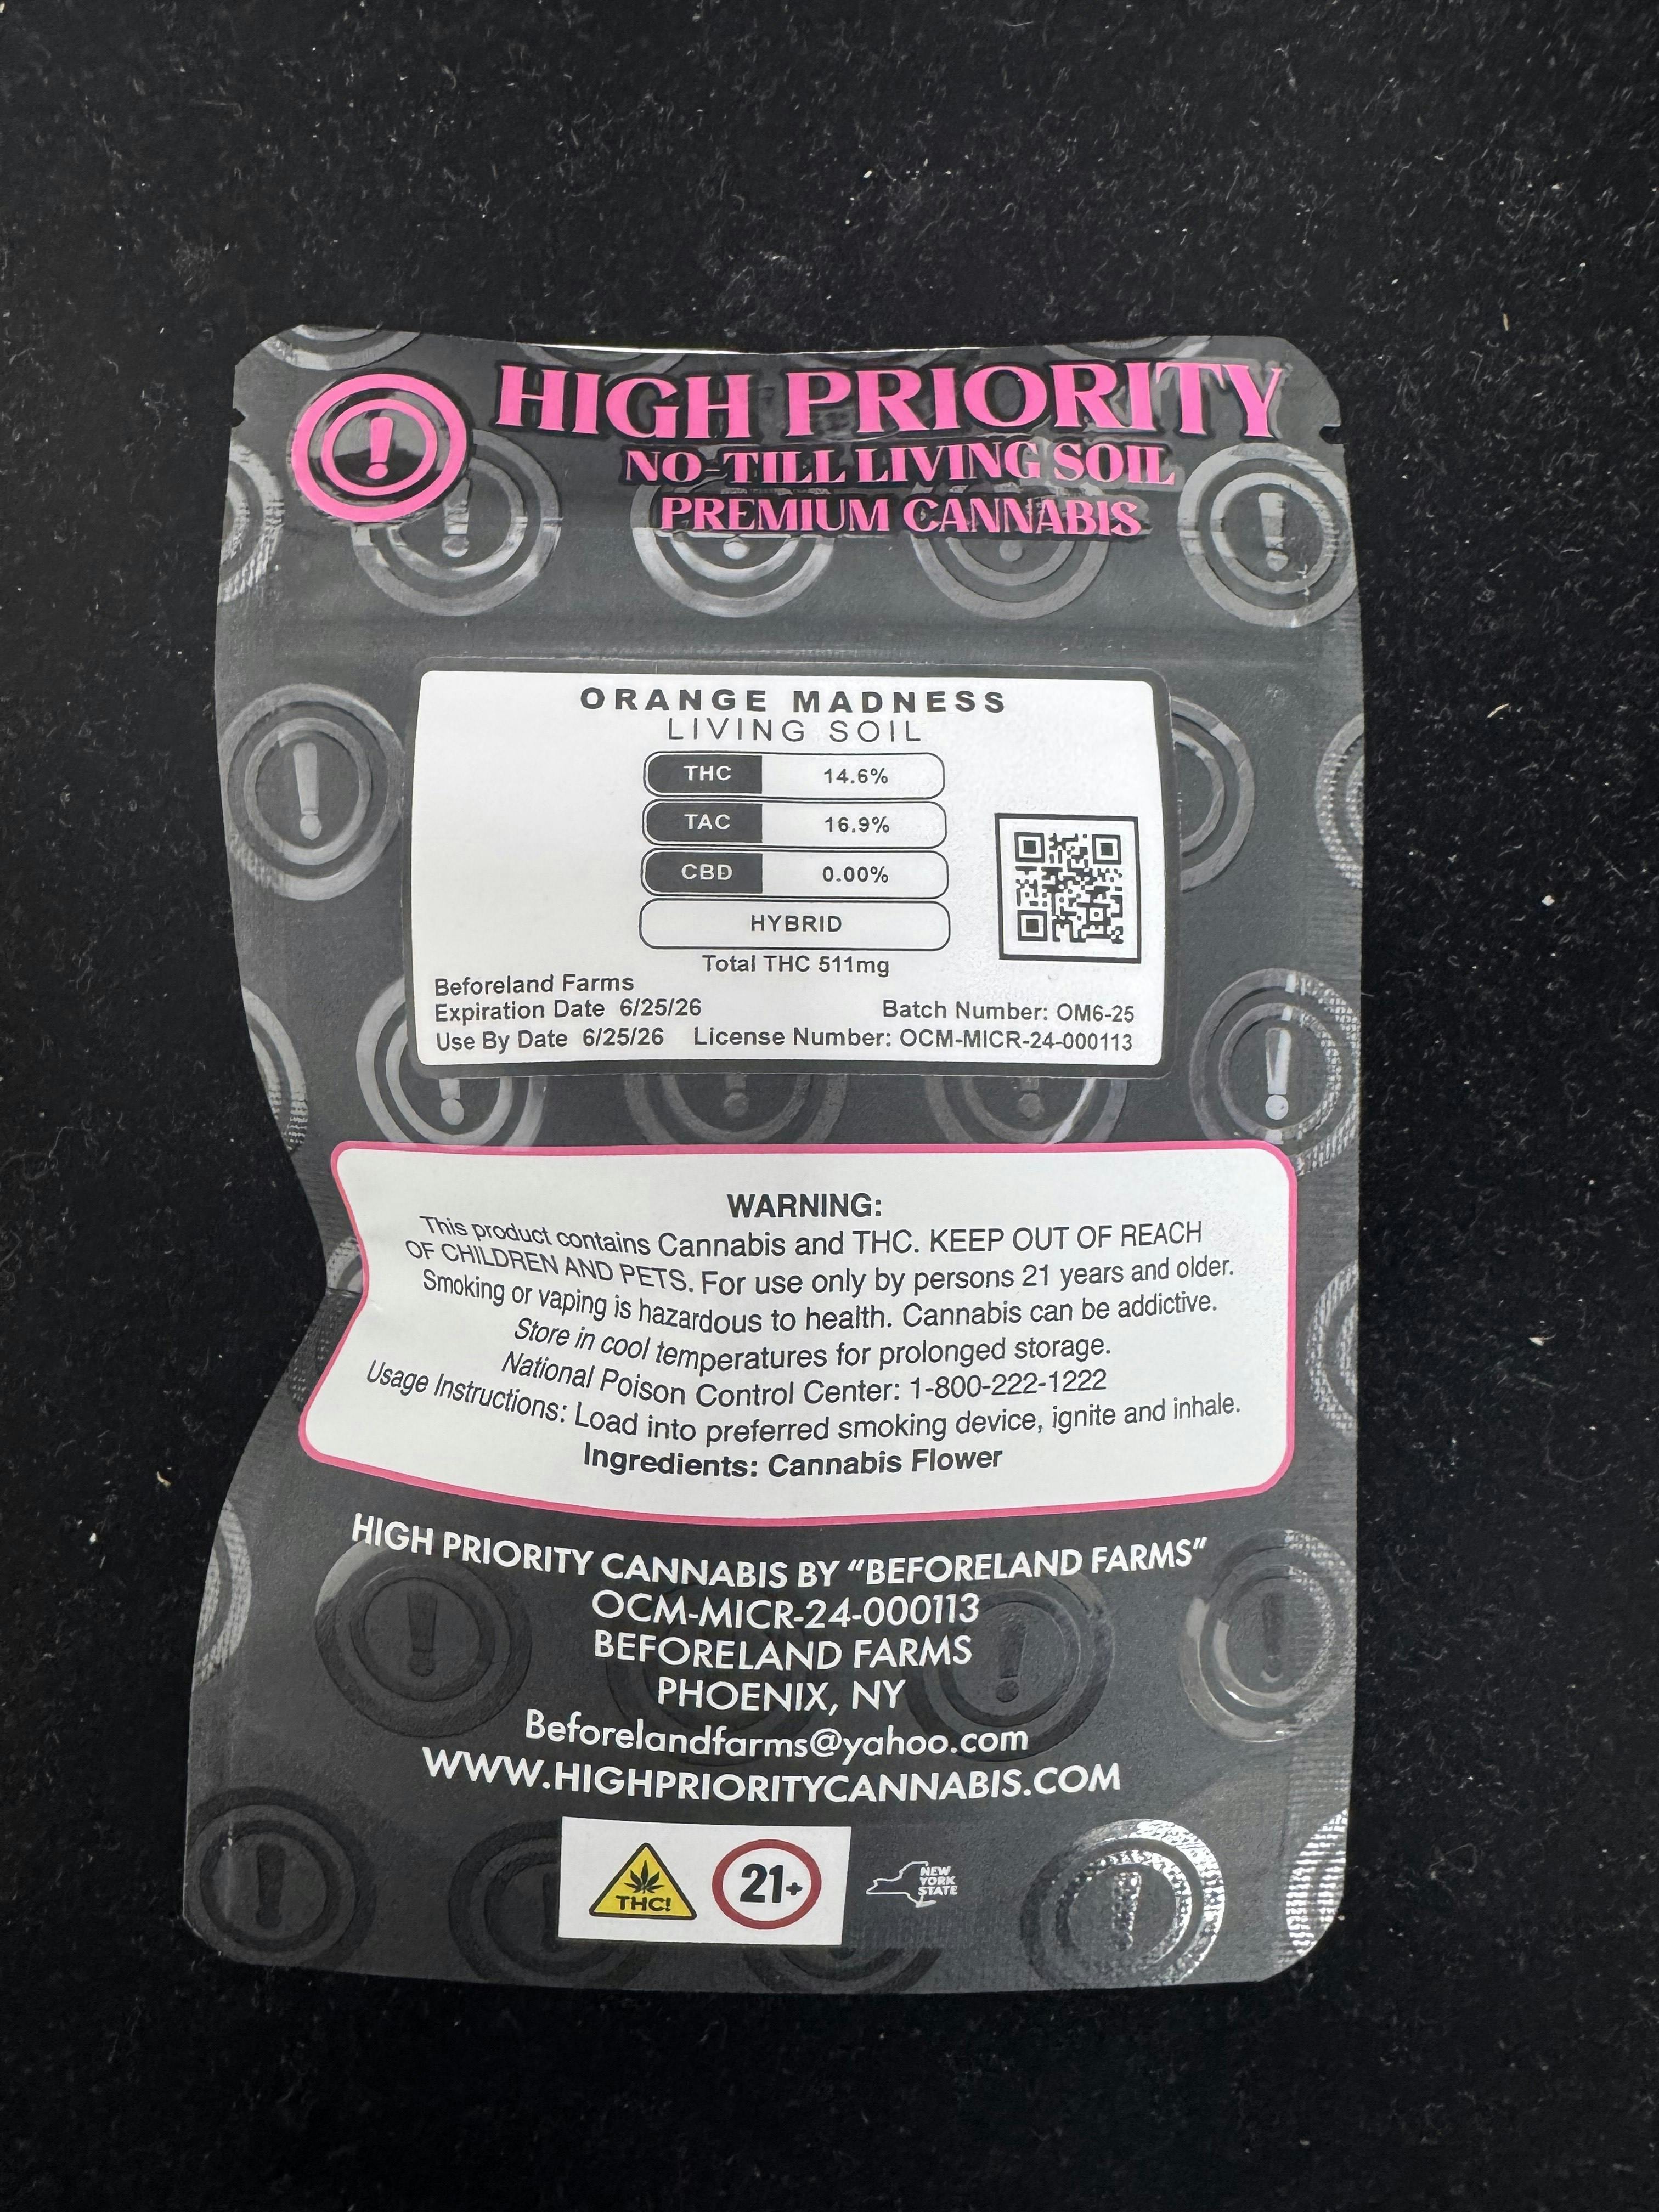 HIGH PRIORITY
NO-TILL LIVING SOIL
PREMIUM CANNABIS
ORANGE MADNESS
LIVING SOIL
THC 14.6%
TAC 16.9%
CBD 0.00%
HYBRID
Total THC 511mg
Beforeland Farms
Expiration Date 6/25/26 Batch Number: OM6-25
Use By Date 6/25/26 License Number: OCM-MICR-24-000113
WARNING:
This product contains Cannabis and THC. KEEP OUT OF REACH
OF CHILDREN AND PETS. For use only by persons 21 years and older.
Smoking or vaping is hazardous to health. Cannabis can be addictive.
Store in cool temperatures for prolonged storage.
National Poison Control Center: 1-800-222-1222
Usage Instructions: Load into preferred smoking device, ignite and inhale.
Ingredients: Cannabis Flower
HIGH PRIORITY CANNABIS BY “BEFORELAND FARMS”
OCM-MICR-24-000113
BEFORELAND FARMS
PHOENIX, NY
Beforelandfarms@yahoo.com
WWW.HIGHPRIORITYCANNABIS.COM
THC! 21+
NEW
YORK
STATE